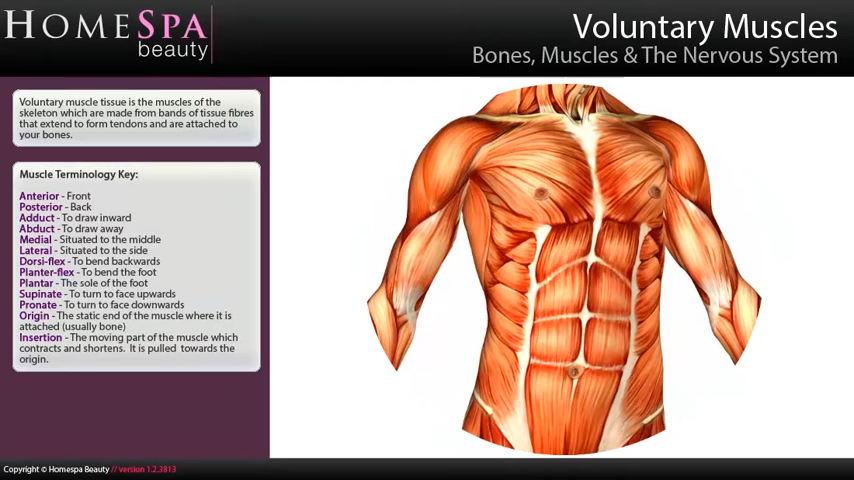 HOMESPA
beauty
Voluntary Muscles
Bones, Muscles & The Nervous System
Voluntary muscle tissue is the muscles of the
skeleton which are made from bands of tissue fibres
that extend to form tendons and are attached to
your bones.
Muscle Terminology Key:
Anterior - Front
Posterior - Back
Adduct - To draw inward
Abduct - To draw away
Medial - Situated to the middle
Lateral - Situated to the side
Dorsi-flex - To bend backwards
Planter-flex - To bend the foot
Plantar - The sole of the foot
Supinate - To turn to face upwards
Pronate - To turn to face downwards
Origin - The static end of the muscle where it is
attached (usually bone)
Insertion - The moving part of the muscle which
contracts and shortens. It is pulled towards the
origin.
Copyright © Homespa Beauty // version 1.2.3813